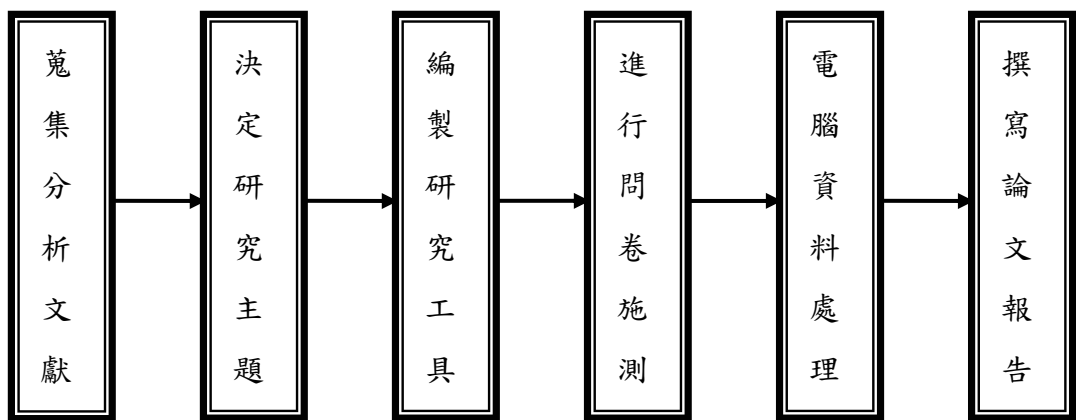 蒐集分析文獻
決定研究主題
編製研究工具
進行問卷施測
電腦資料處理
撰寫論文報告